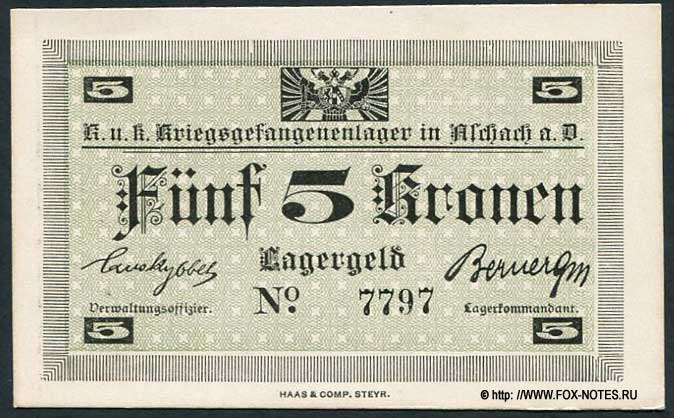 5 5
K. u. k. Kriegsgefangenenlager in Aschach a. D.
Fünf 5 Kronen
Lagergeld
No. 7797
Verwaltungsoffizier. Lagerkommandant.
5 5
HAAS & COMP. STEYR.
© http: //WWW.FOX-NOTES.RU